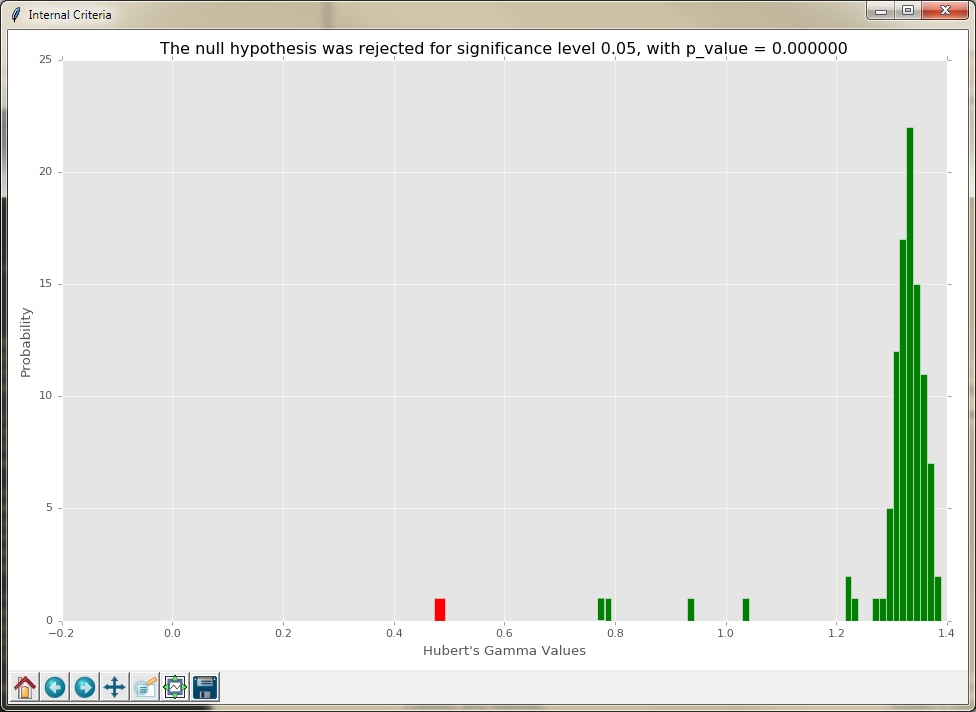 Internal Criteria
The null hypothesis was rejected for significance level 0.05, with p_value = 0.000000
25
20
15
10
5
0
Probability
−0.2 0.0 0.2 0.4 0.6 0.8 1.0 1.2 1.4
Hubert's Gamma Values